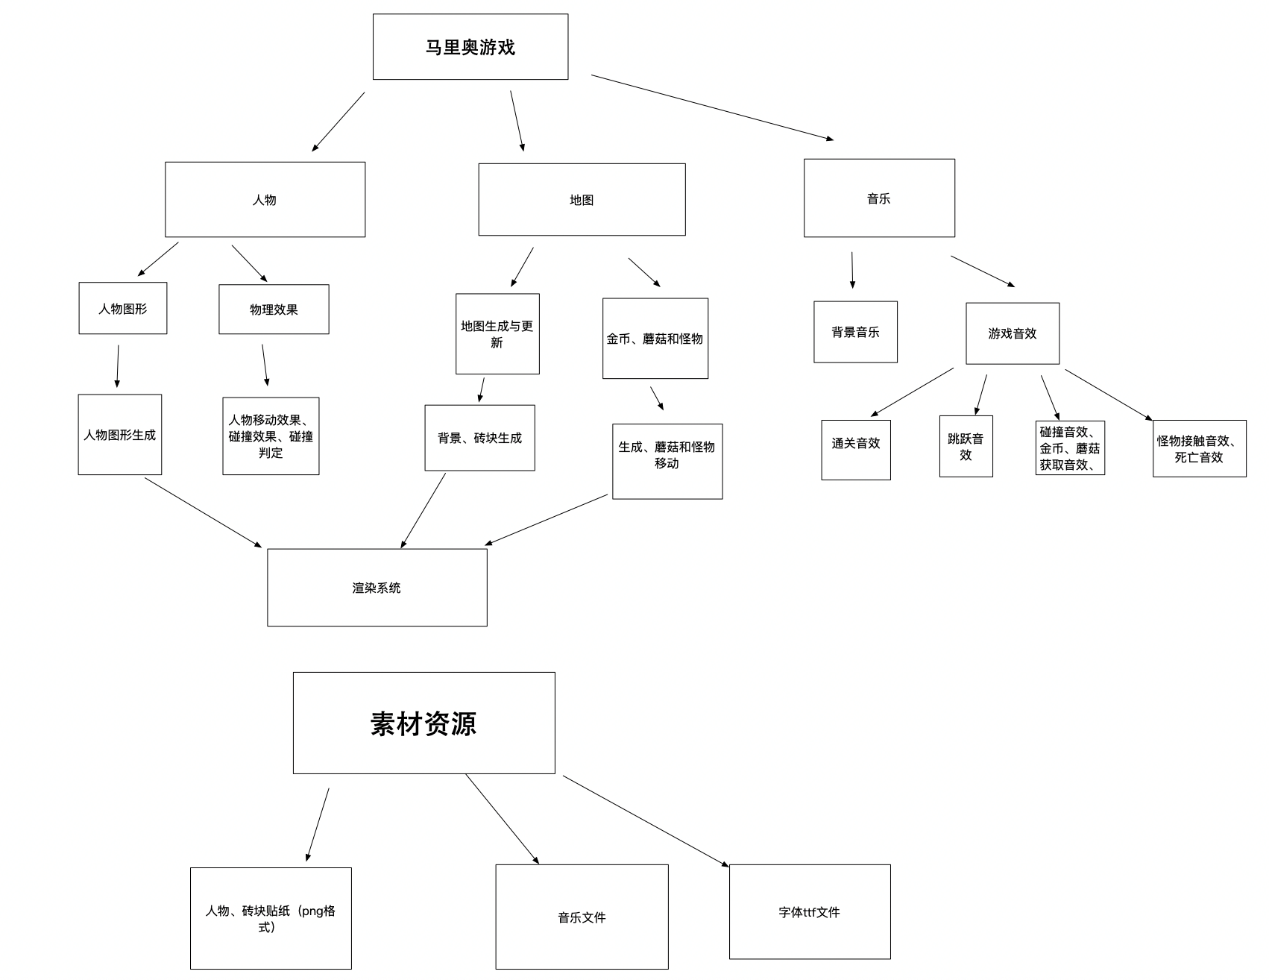 马里奥游戏
人物
地图
音乐
人物图形
物理效果
地图生成与更
新
金币、蘑菇和怪物
背景音乐
游戏音效
人物图形生成
人物移动效果、
碰撞效果、碰撞
判定
背景、砖块生成
生成、蘑菇和怪物
移动
通关音效
跳跃音
效
碰撞音效、
金币、蘑菇
获取音效、
怪物接触音效、
死亡音效
渲染系统
素材资源
人物、砖块贴纸（png格
式）
音乐文件
字体ttf文件